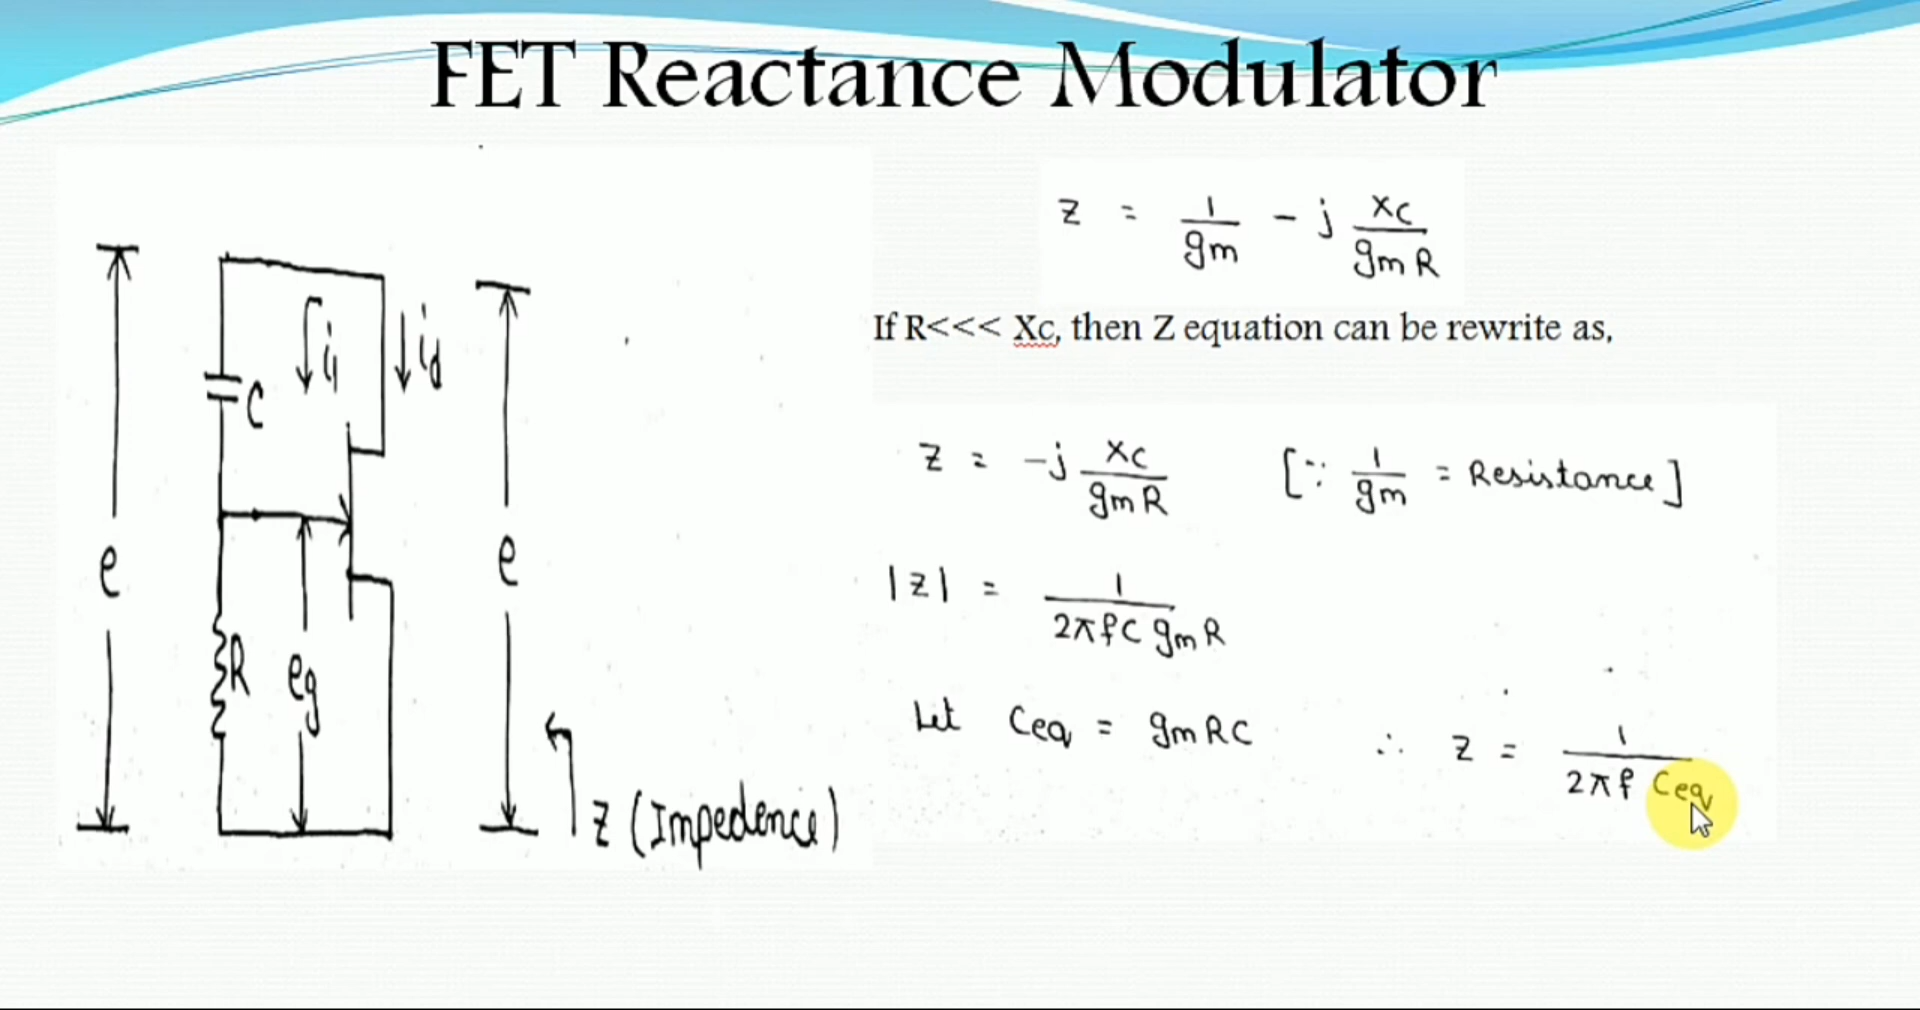 FET Reactance Modulator
e
C
i1
id
R
eg
e
Z (Impedence)
Z = 1/gm - j Xc/gmR
If R<<< Xc, then Z equation can be rewrite as,
Z = -j Xc/gmR [∵ 1/gm = Resistance]
|Z| = 1/2πfC gmR
Let Ceq = gmRC ∴ Z = 1/2πf Ceq